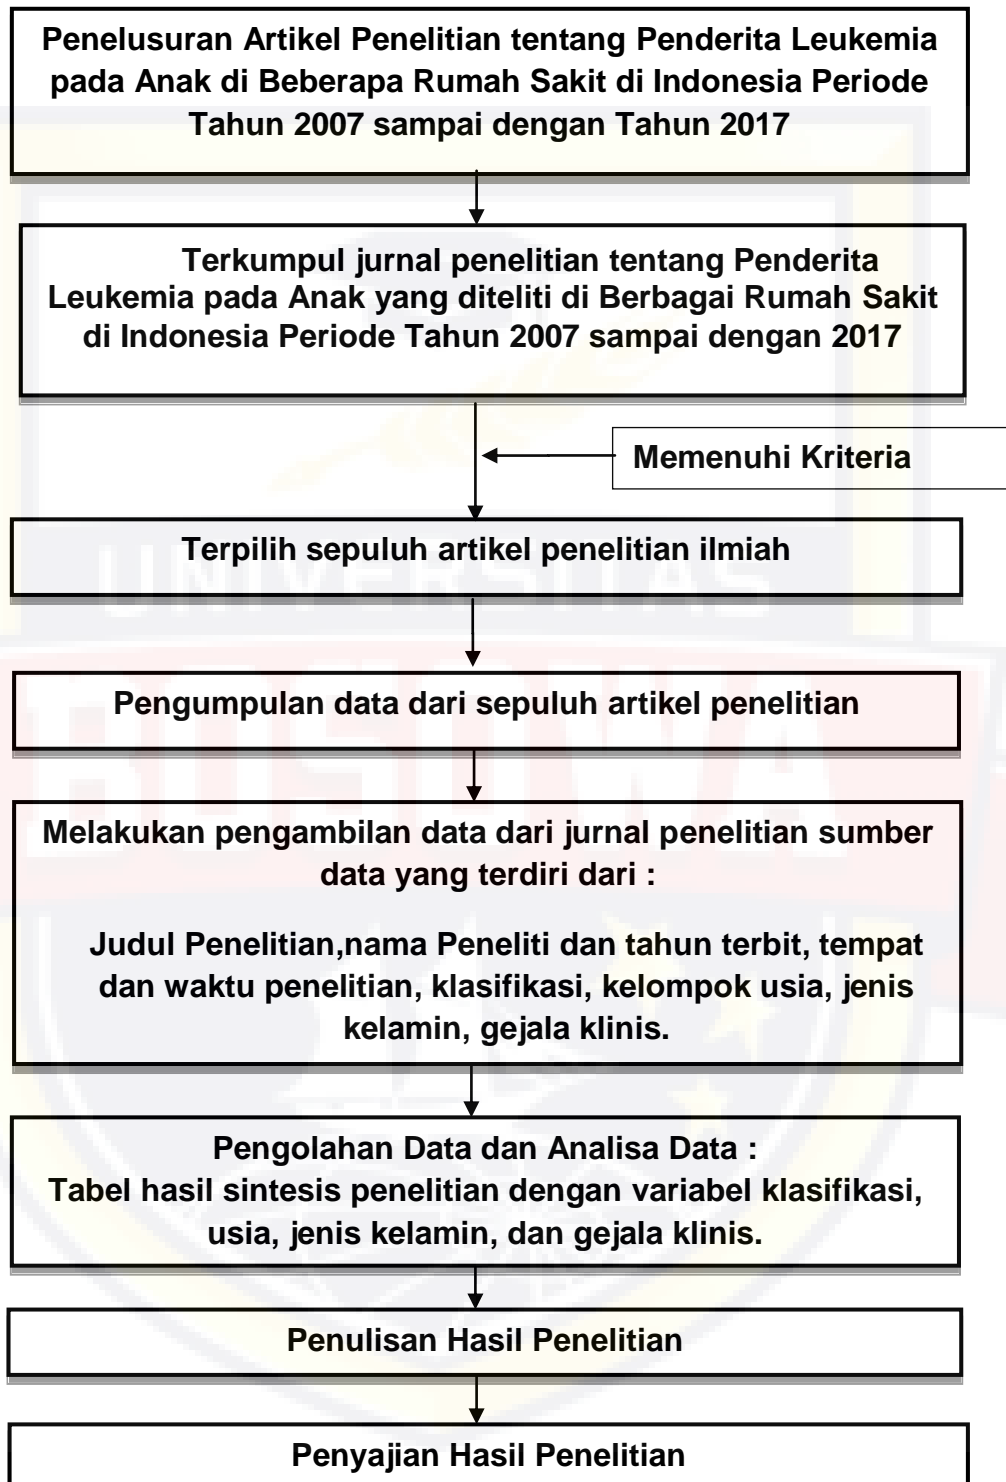 Penelusuran Artikel Penelitian tentang Penderita Leukemia
pada Anak di Beberapa Rumah Sakit di Indonesia Periode
Tahun 2007 sampai dengan Tahun 2017
Terkumpul jurnal penelitian tentang Penderita
Leukemia pada Anak yang diteliti di Berbagai Rumah Sakit
di Indonesia Periode Tahun 2007 sampai dengan 2017
Memenuhi Kriteria
Terpilih sepuluh artikel penelitian ilmiah
UNIVERSITAS
Pengumpulan data dari sepuluh artikel penelitian
BOSOWA
Melakukan pengambilan data dari jurnal penelitian sumber
data yang terdiri dari :
Judul Penelitian,nama Peneliti dan tahun terbit, tempat
dan waktu penelitian, klasifikasi, kelompok usia, jenis
kelamin, gejala klinis.
Pengolahan Data dan Analisa Data :
Tabel hasil sintesis penelitian dengan variabel klasifikasi,
usia, jenis kelamin, dan gejala klinis.
Penulisan Hasil Penelitian
Penyajian Hasil Penelitian